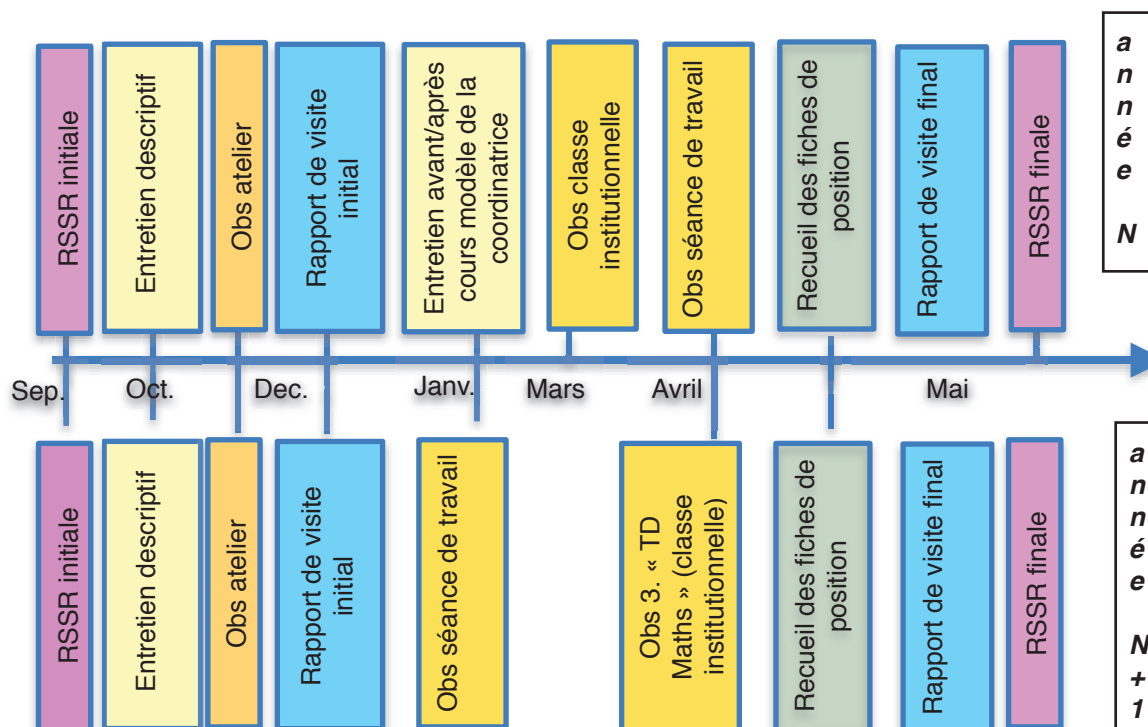 RSSR initiale
Entretien descriptif
Obs atelier
Rapport de visite
initial
Entretien avant/après
cours modèle de la
coordinatrice
Obs classe
institutionnelle
Obs séance de travail
Recueil des fiches de
position
Rapport de visite final
RSSR finale
a
n
n
é
e
N
Sep.
Oct.
Dec.
Janv.
Mars
Avril
Mai
RSSR initiale
Entretien descriptif
Obs atelier
Rapport de visite
initial
Obs séance de travail
Obs 3. « TD
Maths » (classe
institutionnelle)
Recueil des fiches de
position
Rapport de visite final
RSSR finale
a
n
n
é
e
N
+
1